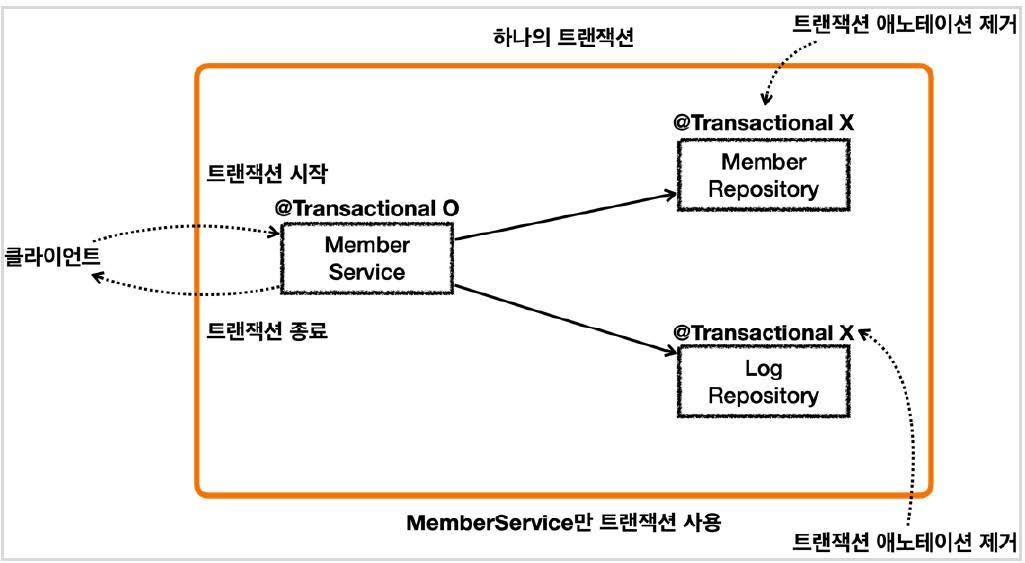 하나의 트랜잭션
트랜잭션 애노테이션 제거
@Transactional X
Member
Repository
트랜잭션 시작
@Transactional O
Member
Service
클라이언트
트랜잭션 종료
@Transactional X
Log
Repository
MemberService만 트랜잭션 사용
트랜잭션 애노테이션 제거